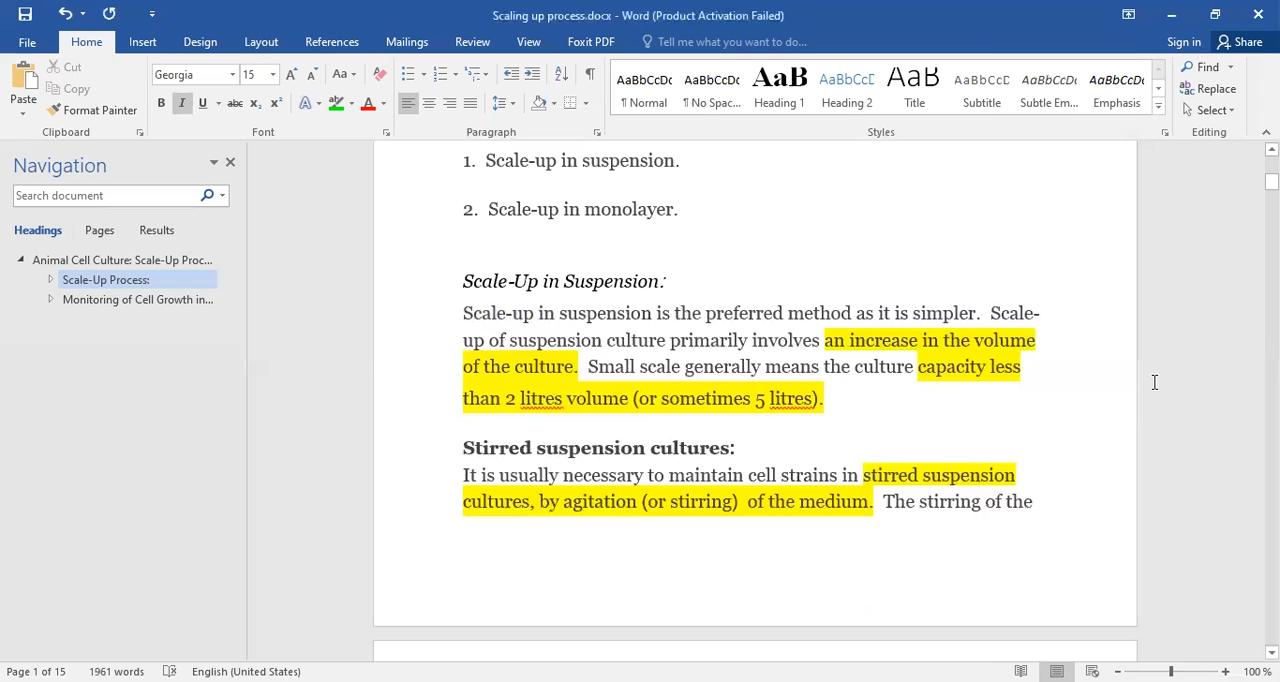 Scaling up process.docx - Word (Product Activation Failed)
File Home Insert Design Layout References Mailings Review View Foxit PDF Tell me what you want to do... Sign in Share
Paste
Cut
Copy
Format Painter
Clipboard
Georgia 15
Font
Paragraph
AaBbCcDc AaBbCcDc AaB AaBbCcD AaB AaBbCcD AaBbCcDc AaBbCcDc
¶ Normal ¶ No Spac... Heading 1 Heading 2 Title Subtitle Subtle Em... Emphasis
Styles
Find
Replace
Select
Editing
Navigation
Search document
Headings Pages Results
Animal Cell Culture: Scale-Up Proc...
Scale-Up Process:
Monitoring of Cell Growth in...
1. Scale-up in suspension.
2. Scale-up in monolayer.
Scale-Up in Suspension:
Scale-up in suspension is the preferred method as it is simpler. Scale-
up of suspension culture primarily involves an increase in the volume
of the culture. Small scale generally means the culture capacity less
than 2 litres volume (or sometimes 5 litres).
Stirred suspension cultures:
It is usually necessary to maintain cell strains in stirred suspension
cultures, by agitation (or stirring) of the medium. The stirring of the
Page 1 of 15 1961 words English (United States) 100 %